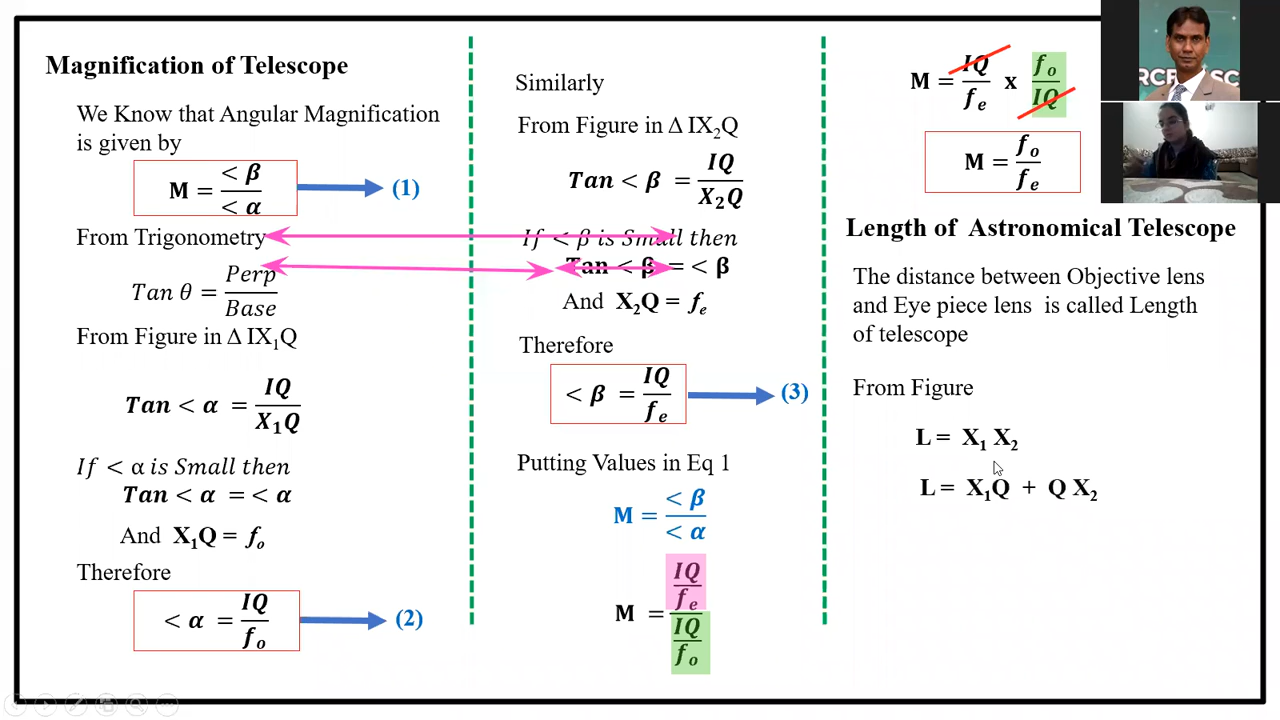 Magnification of Telescope
We Know that Angular Magnification
is given by
M = < β / < α (1)
From Trigonometry
Tan θ = Perp / Base
From Figure in Δ IX₁Q
Tan < α = IQ / X₁Q
If < α is Small then
Tan < α = < α
And X₁Q = fₒ
Therefore
< α = IQ / fₒ (2)
Similarly
From Figure in Δ IX₂Q
Tan < β = IQ / X₂Q
If < β is Small then
Tan < β = < β
And X₂Q = fₑ
Therefore
< β = IQ / fₑ (3)
Putting Values in Eq 1
M = < β / < α
M = IQ / fₑ / IQ / fₒ
M = IQ / fₑ x fₒ / IQ
M = fₒ / fₑ
Length of Astronomical Telescope
The distance between Objective lens
and Eye piece lens is called Length
of telescope
From Figure
L = X₁ X₂
L = X₁Q + Q X₂